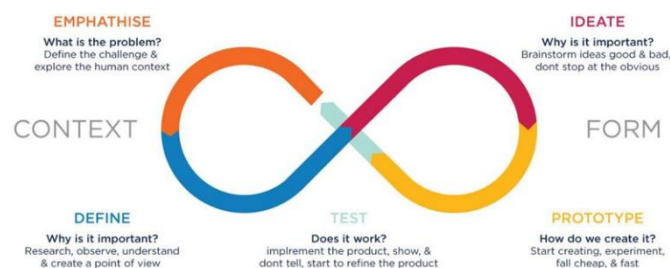 EMPHATHISE
What is the problem?
Define the challenge &
explore the human context
IDEATE
Why is it important?
Brainstorm ideas good & bad,
dont stop at the obvious
CONTEXT
FORM
DEFINE
Why is it important?
Research, observe, understand
& create a point of view
TEST
Does it work?
imprlement the product, show, &
dont tell, start to refine the product
PROTOTYPE
How do we create it?
Start creating, experiment,
fall cheap, & fast